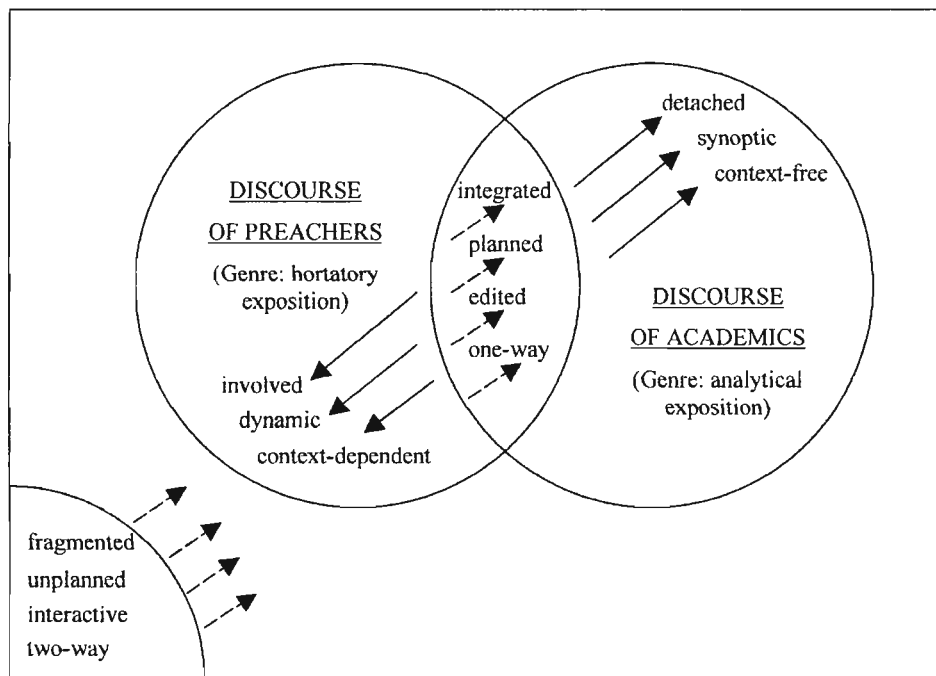 DISCOURSE
OF PREACHERS
(Genre: hortatory
exposition)
involved
dynamic
context-dependent
integrated
planned
edited
one-way
detached
synoptic
context-free
DISCOURSE
OF ACADEMICS
(Genre: analytical
exposition)
fragmented
unplanned
interactive
two-way